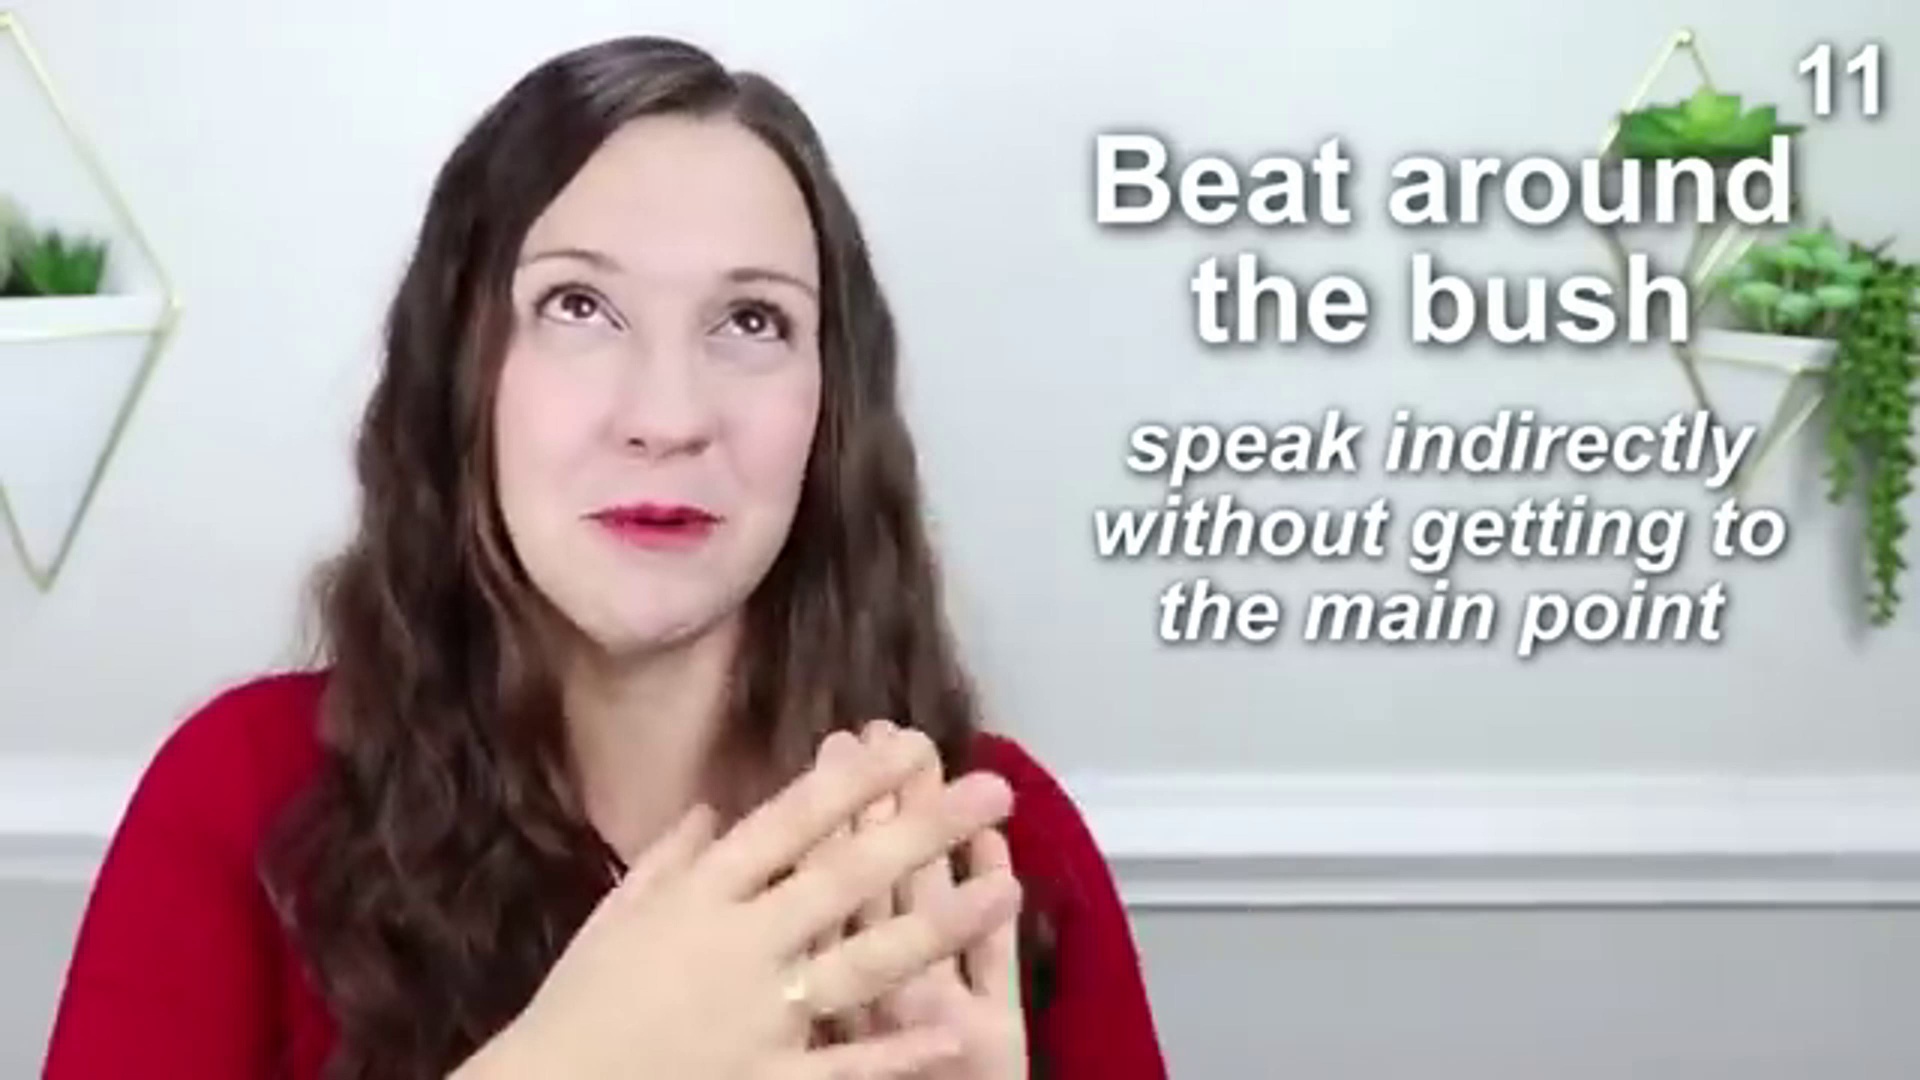 11
Beat around
the bush
speak indirectly
without getting to
the main point